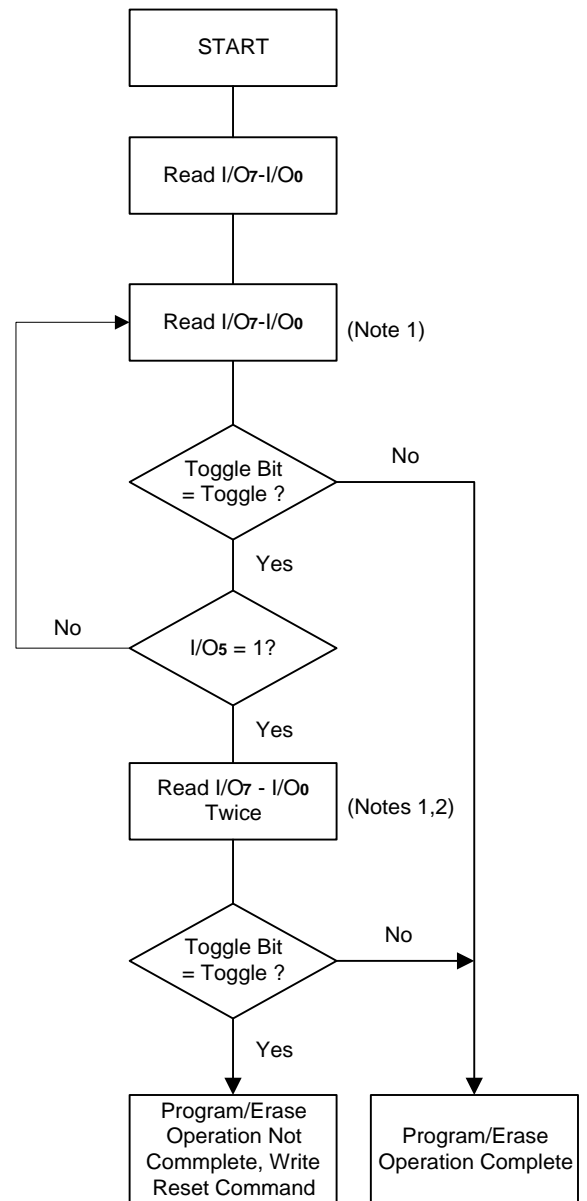 START
Read I/O7-I/O0
Read I/O7-I/O0
(Note 1)
Toggle Bit
= Toggle ?
No
Yes
I/O5 = 1?
No
Yes
Read I/O7 - I/O0
Twice
(Notes 1,2)
Toggle Bit
= Toggle ?
No
Yes
Program/Erase
Operation Not
Commplete, Write
Reset Command
Program/Erase
Operation Complete